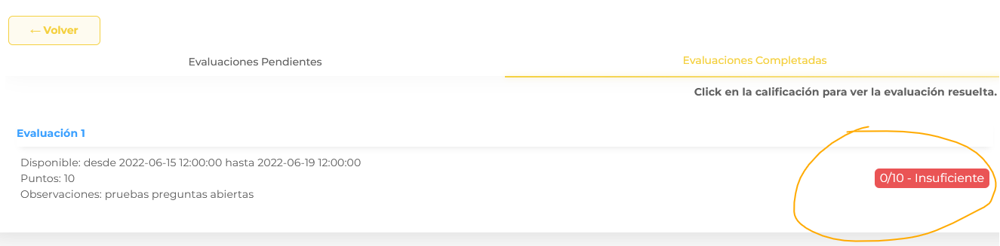 ← Volver
Evaluaciones Pendientes
Evaluaciones Completadas
Click en la calificación para ver la evaluación resuelta.
Evaluación 1
Disponible: desde 2022-06-15 12:00:00 hasta 2022-06-19 12:00:00
Puntos: 10
Observaciones: pruebas preguntas abiertas
0/10 - Insuficiente